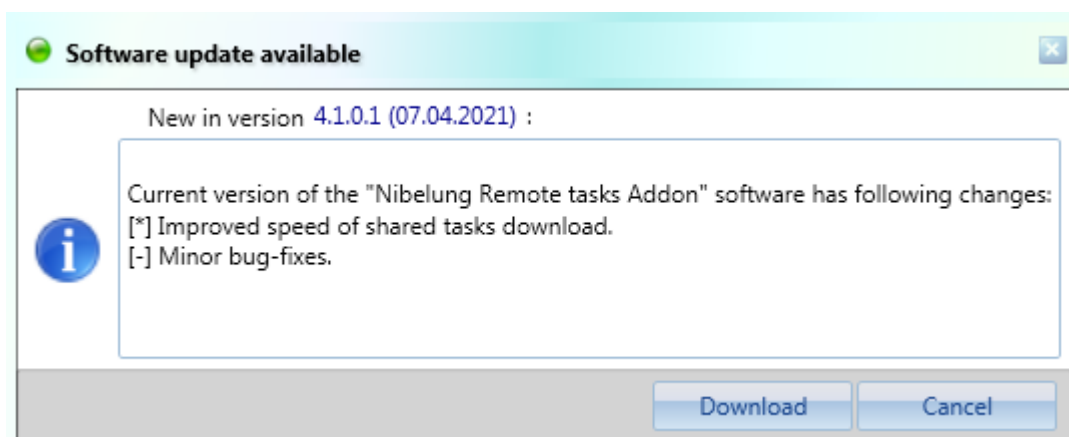 Software update available
New in version 4.1.0.1 (07.04.2021) :
Current version of the "Nibelung Remote tasks Addon" software has following changes:
[*] Improved speed of shared tasks download.
[-] Minor bug-fixes.
Download Cancel